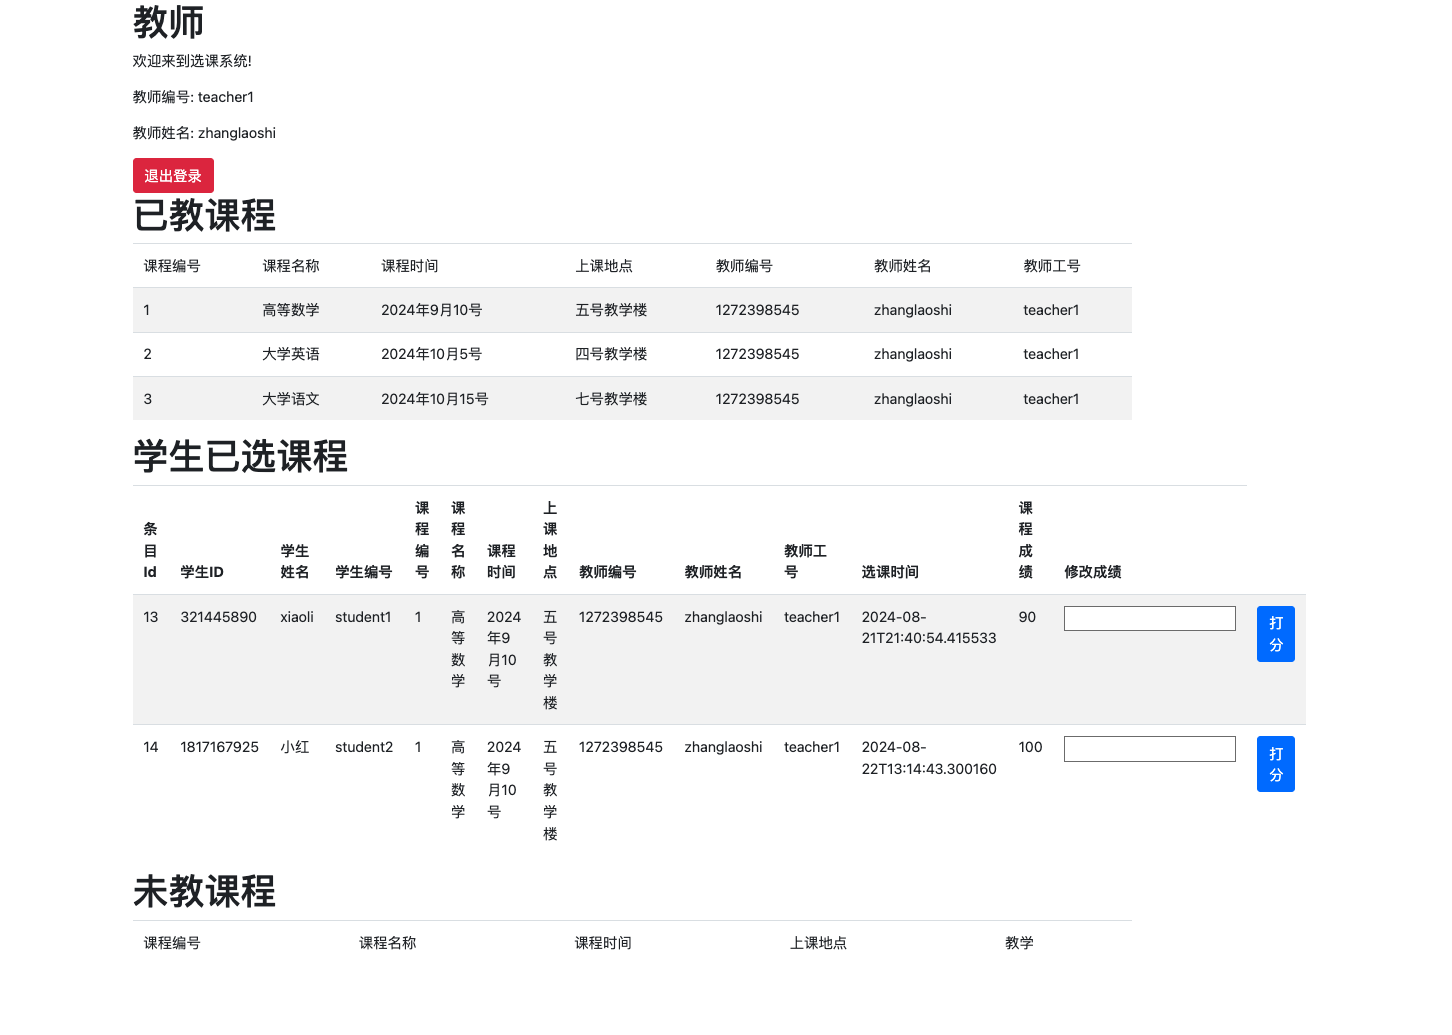 教师
欢迎来到选课系统!
教师编号: teacher1
教师姓名: zhanglaoshi
退出登录
已教课程
课程编号 课程名称 课程时间 上课地点 教师编号 教师姓名 教师工号
1 高等数学 2024年9月10号 五号教学楼 1272398545 zhanglaoshi teacher1
2 大学英语 2024年10月5号 四号教学楼 1272398545 zhanglaoshi teacher1
3 大学语文 2024年10月15号 七号教学楼 1272398545 zhanglaoshi teacher1
学生已选课程
条目Id 学生ID 学生姓名 学生编号 课程编号 课程名称 课程时间 上课地点 教师编号 教师姓名 教师工号 选课时间 课程成绩 修改成绩
13 321445890 xiaoli student1 1 高等数学 2024年9月10号 五号教学楼 1272398545 zhanglaoshi teacher1 2024-08-21T21:40:54.415533 90 打分
14 1817167925 小红 student2 1 高等数学 2024年9月10号 五号教学楼 1272398545 zhanglaoshi teacher1 2024-08-22T13:14:43.300160 100 打分
未教课程
课程编号 课程名称 课程时间 上课地点 教学